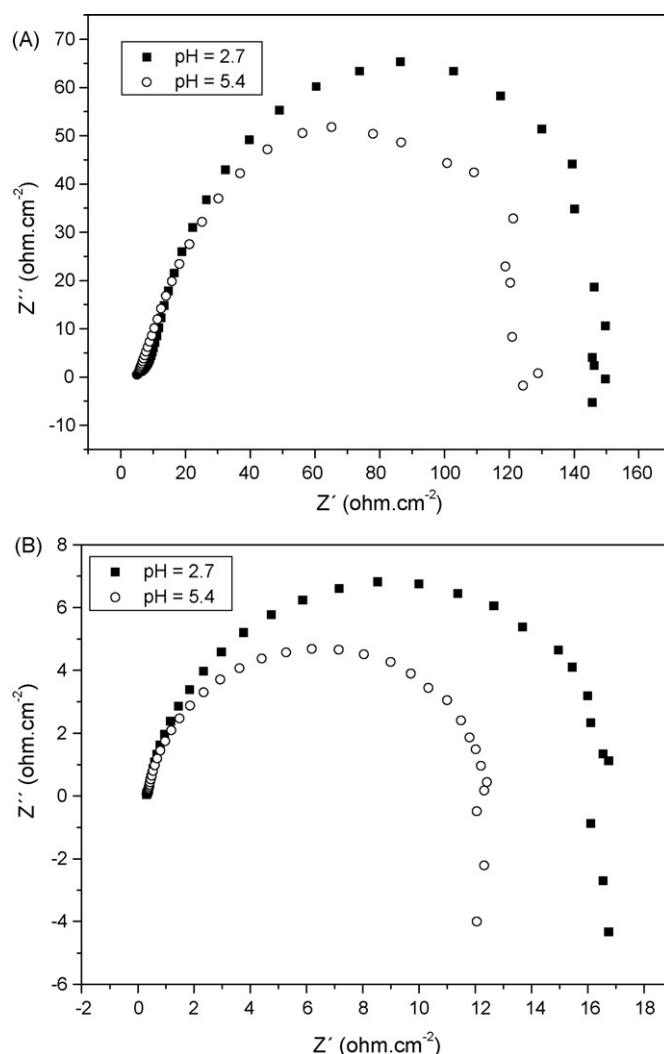 (A)
70
60
50
40
30
20
10
0
-10
pH = 2.7
pH = 5.4
Z´´ (ohm.cm⁻²)
0 20 40 60 80 100 120 140 160
Z´ (ohm.cm⁻²)
(B)
8
6
4
2
0
-2
-4
-6
pH = 2.7
pH = 5.4
Z´´ (ohm.cm⁻²)
-2 0 2 4 6 8 10 12 14 16 18
Z´ (ohm.cm⁻²)